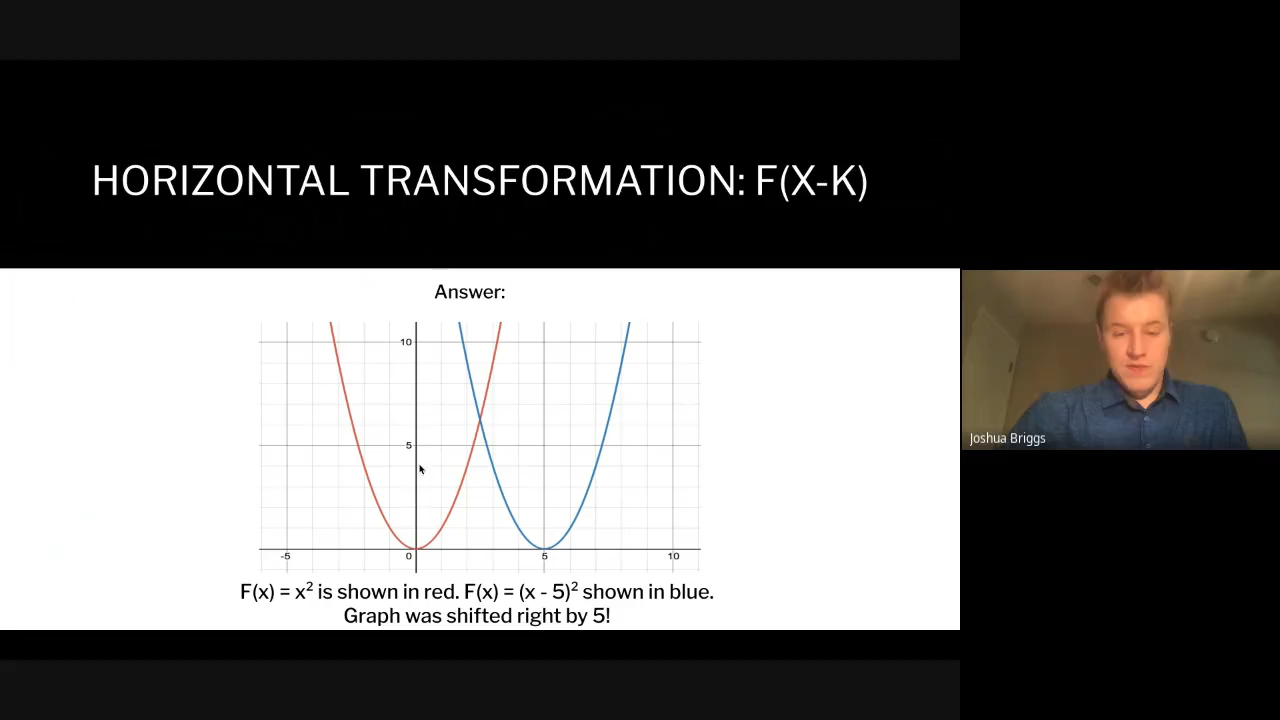 HORIZONTAL TRANSFORMATION: F(X-K)
Answer:
10
5
-5
0
5
10
F(x) = x² is shown in red. F(x) = (x - 5)² shown in blue.
Graph was shifted right by 5!
Joshua Briggs